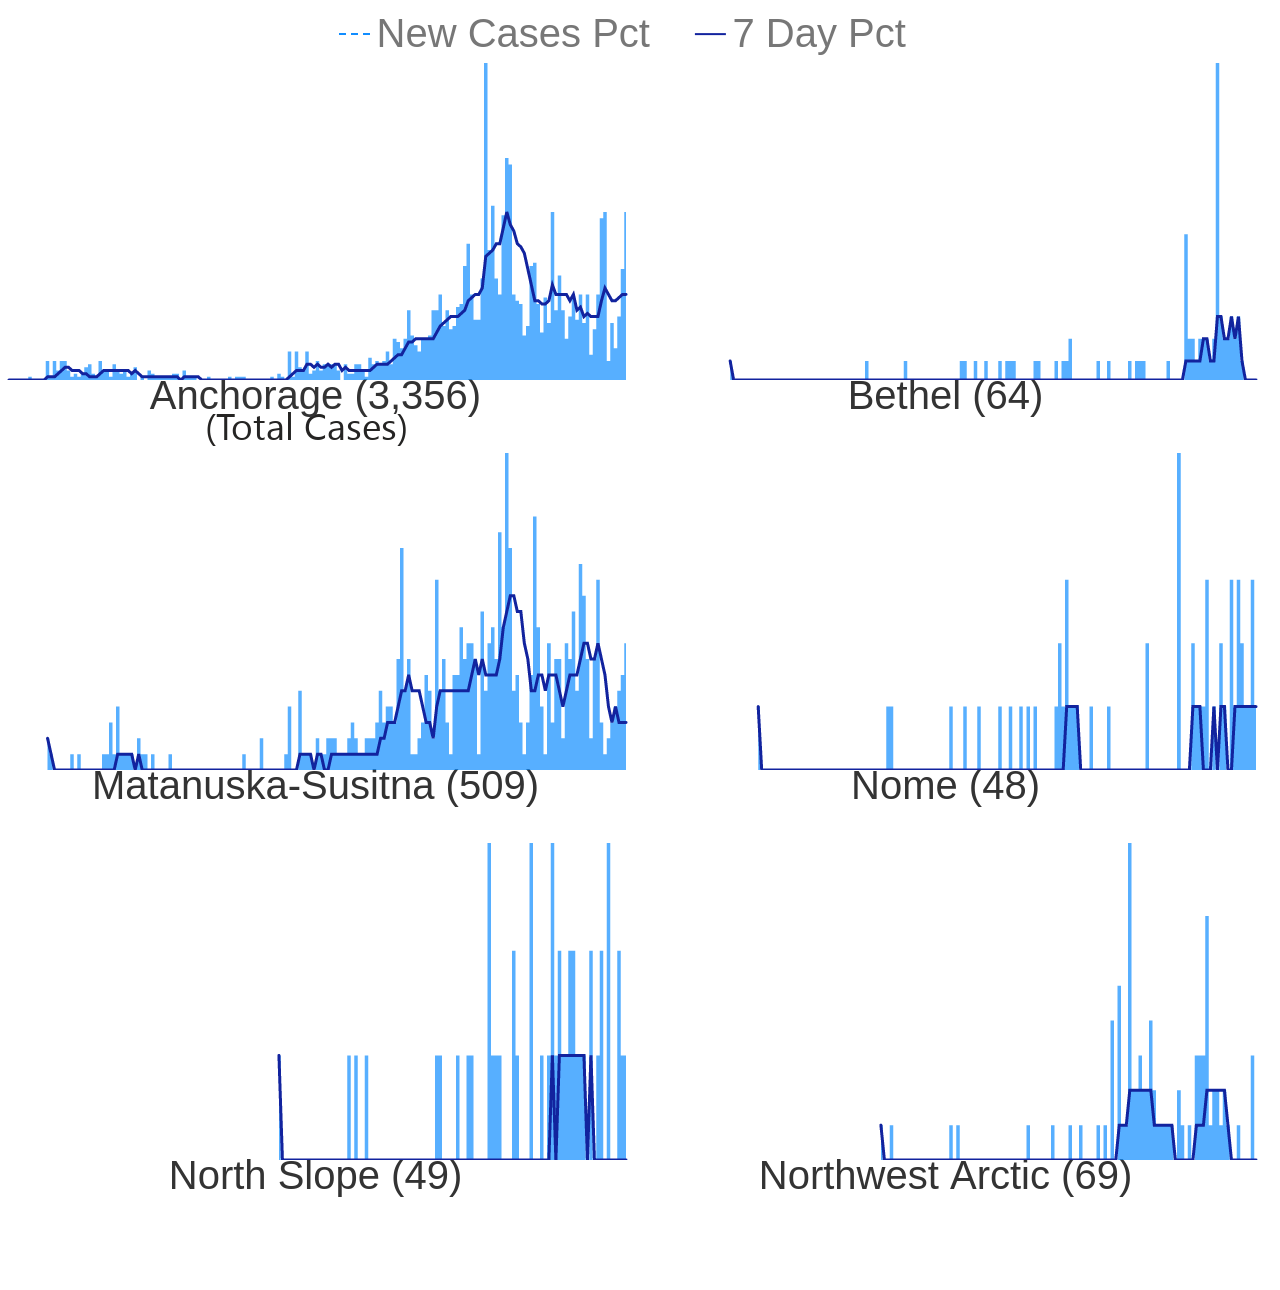 New Cases Pct 7 Day Pct
Anchorage (3,356) Bethel (64)
(Total Cases)
Matanuska-Susitna (509) Nome (48)
North Slope (49) Northwest Arctic (69)